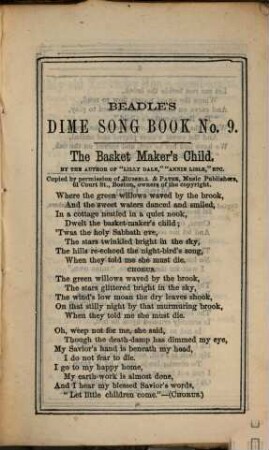 BEADLE'S
DIME SONG BOOK No. 9.
The Basket Maker's Child.
BY THE AUTHOR OF "LILLY DALE," "ANNIE LISLE," ETC.
Copied by permission of RUSSELL & PATEE, Music Publishers,
61 Court St., Boston, owners of the copyright.
Where the green willows waved by the brook,
And the sweet waters danced and smiled,
In a cottage nestled in a quiet nook,
Dwelt the basket-maker's child;
'Twas the holy Sabbath eve,
The stars twinkled bright in the sky,
The hills re-echoed the night-bird's song,
When they told me she must die.
CHORUS.
The green willows waved by the brook,
The stars glittered bright in the sky,
The wind's low moan the dry leaves shook,
On that stilly night by that murmuring brook,
When they told me she must die.
Oh, weep not for me, she said,
Though the death-damp has dimmed my eye,
My Savior's hand is beneath my head,
I do not fear to die.
I go to my happy home,
My earth-work is almost done,
And I hear my blessed Savior's words,
"Let little children come."—(CHORUS.)